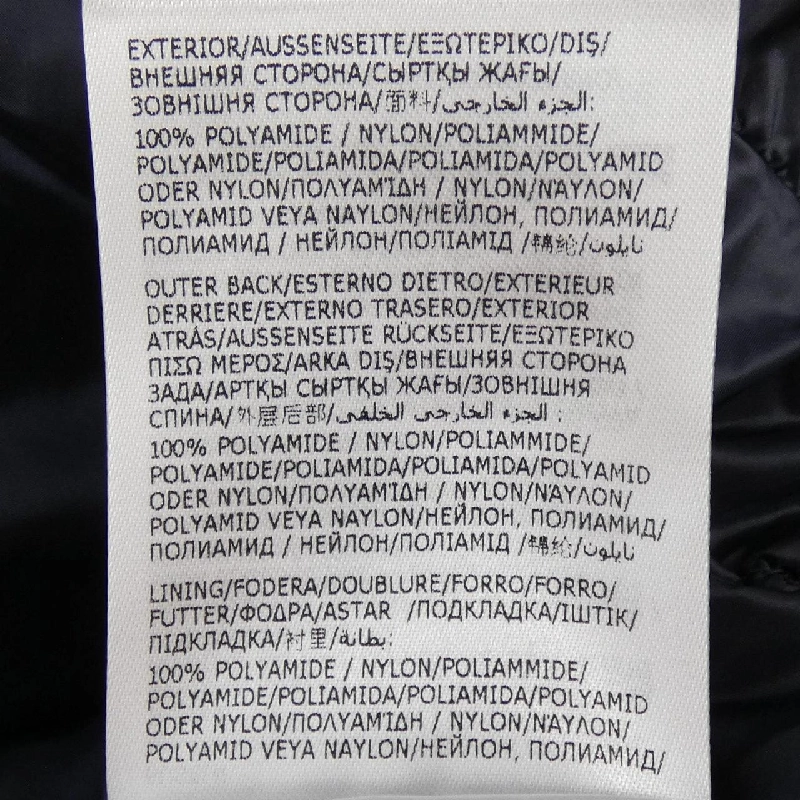 EXTERIOR/AUSSENSEITE/ΕΞΩΤΕΡΙΚΟ/DIŞ/
ВНЕШНЯЯ СТОРОНА/СЫРТҚЫ ЖАҒЫ/
ЗОВНІШНЯ СТОРОНА/面料/الجزء الخارجي:
100% POLYAMIDE / NYLON/POLIAMMIDE/
POLYAMIDE/POLIAMIDA/POLIAMIDA/POLYAMID
ODER NYLON/ΠΟΛΥΑΜΊΔΗ / NYLON/ΝΆΥΛΟΝ/
POLYAMID VEYA NAYLON/НЕЙЛОН, ПОЛИАМИД/
ПОЛИАМИД / НЕЙЛОН/ПОЛІАМІД /锦纶/نايلون
OUTER BACK/ESTERNO DIETRO/EXTERIEUR
DERRIERE/EXTERNO TRASERO/EXTERIOR
ATRÁS/AUSSENSEITE RÜCKSEITE/ΕΞΩΤΕΡΙΚΟ
ΠΙΣΩ ΜΕΡΟΣ/ARKA DIŞ/ВНЕШНЯЯ СТОРОНА
ЗАДА/АРТҚЫ СЫРТҚЫ ЖАҒЫ/ЗОВНІШНЯ
СПИНА/外层后部/الجزء الخارجي الخلفي :
100% POLYAMIDE / NYLON/POLIAMMIDE/
POLYAMIDE/POLIAMIDA/POLIAMIDA/POLYAMID
ODER NYLON/ΠΟΛΥΑΜΊΔΗ / NYLON/ΝΆΥΛΟΝ/
POLYAMID VEYA NAYLON/НЕЙЛОН, ПОЛИАМИД/
ПОЛИАМИД / НЕЙЛОН/ПОЛІАМІД /锦纶/نايلون
LINING/FODERA/DOUBLURE/FORRO/FORRO/
FUTTER/ΦΟΔΡΑ/ASTAR /ПОДКЛАДКА/ІШТІК/
ПІДКЛАДКА/衬里/بطانة:
100% POLYAMIDE / NYLON/POLIAMMIDE/
POLYAMIDE/POLIAMIDA/POLIAMIDA/POLYAMID
ODER NYLON/ΠΟΛΥΑΜΊΔΗ / NYLON/ΝΆΥΛΟΝ/
POLYAMID VEYA NAYLON/НЕЙЛОН, ПОЛИАМИД/